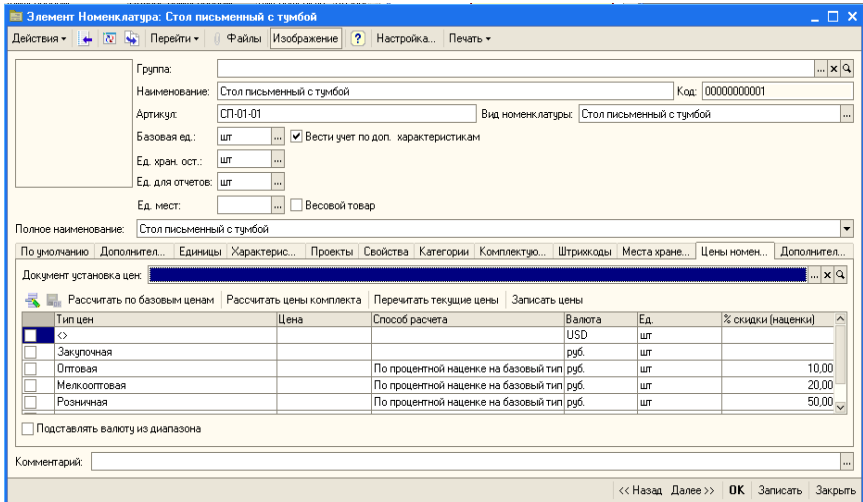 Элемент Номенклатура: Стол письменный с тумбой
Действия Перейти Файлы Изображение ? Настройка... Печать
Группа: ...
Наименование: Стол письменный с тумбой Код: 00000000001
Артикул: СП-01-01 Вид номенклатуры: Стол письменный с тумбой ...
Базовая ед.: шт ... Вести учет по доп. характеристикам
Ед. хран. ост.: шт ...
Ед. для отчетов: шт ...
Ед. мест: ... Весовой товар
Полное наименование: Стол письменный с тумбой
По умолчанию Дополнител... Единицы Характерис... Проекты Свойства Категории Комплектую... Штрихкоды Места хране... Цены номен... Дополнител...
Документ установка цен: ...
Рассчитать по базовым ценам Рассчитать цены комплекта Перечитать текущие цены Записать цены
Тип цен Цена Способ расчета Валюта Ед. % скидки (наценки)
<> USD шт
Закупочная руб. шт
Оптовая По процентной наценке на базовый тип руб. шт 10,00
Мелкооптовая По процентной наценке на базовый тип руб. шт 20,00
Розничная По процентной наценке на базовый тип руб. шт 50,00
Подставлять валюту из диапазона
Комментарий: ...
<< Назад Далее >> OK Записать Закрыть